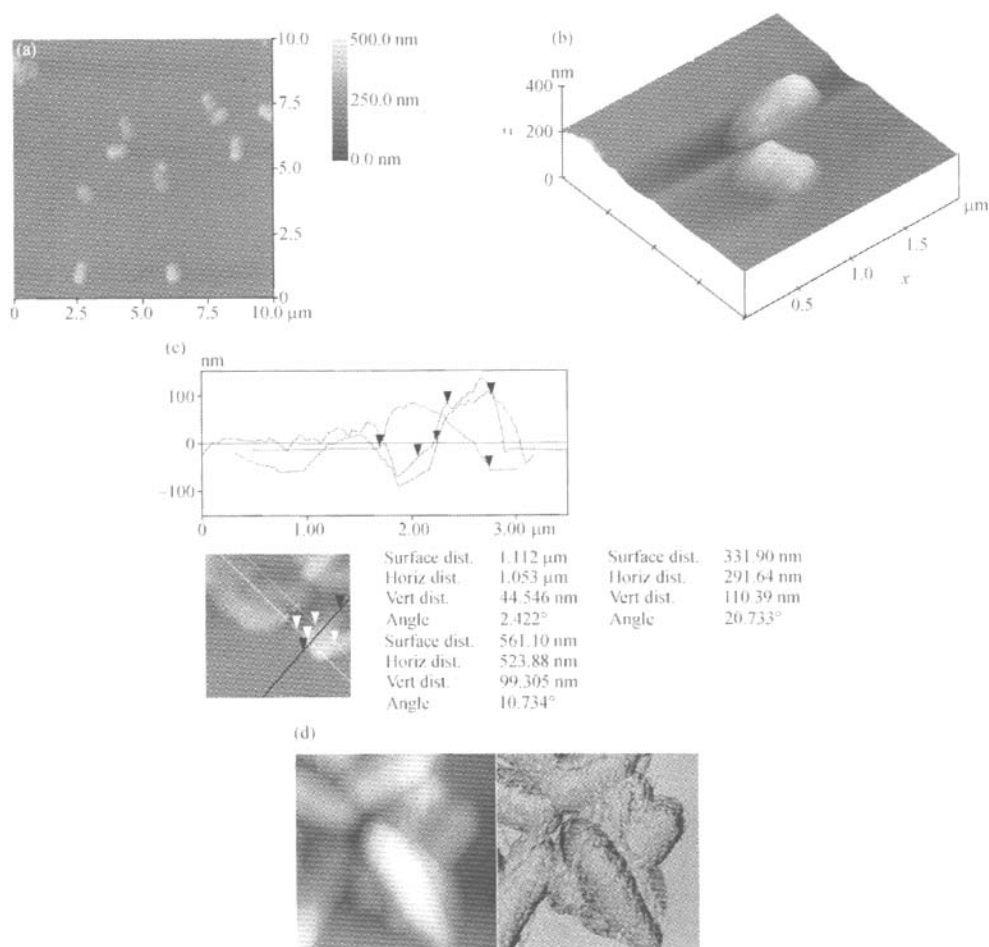 (a)
10.0
7.5
5.0
2.5
0
0 2.5 5.0 7.5 10.0 μm
500.0 nm
250.0 nm
0.0 nm
(b)
nm
400
200
0
0.5
1.0
1.5
x
μm
(c)
nm
100
0
−100
0 1.00 2.00 3.00 μm
Surface dist. 1.112 μm Surface dist. 331.90 nm
Horiz dist. 1.053 μm Horiz dist. 291.64 nm
Vert dist. 44.546 nm Vert dist. 110.39 nm
Angle 2.422° Angle 20.733°
Surface dist. 561.10 nm
Horiz dist. 523.88 nm
Vert dist. 99.305 nm
Angle 10.734°
(d)